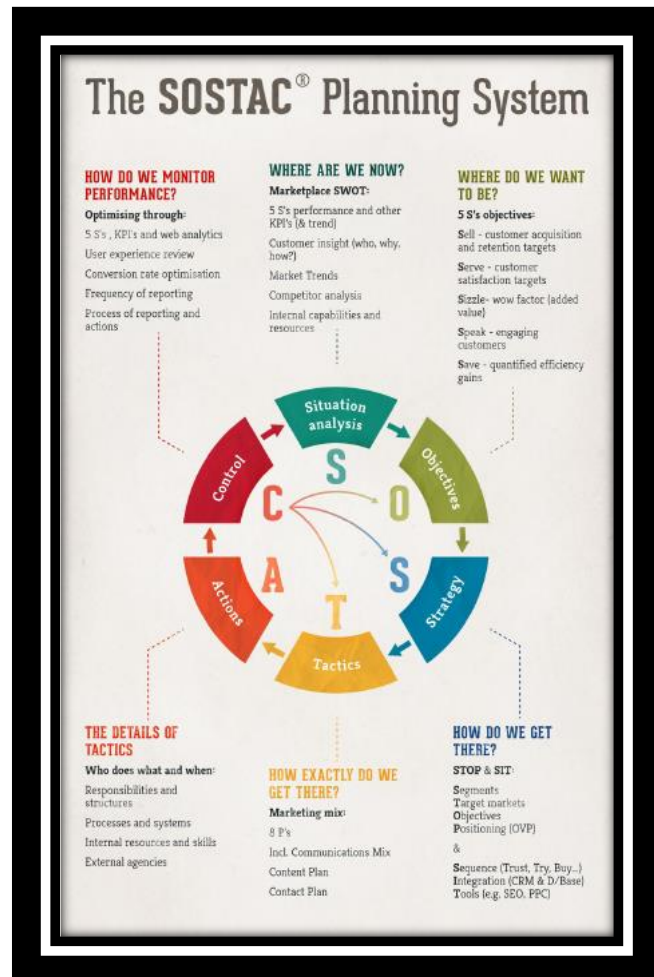 The SOSTAC® Planning System
HOW DO WE MONITOR
PERFORMANCE?
Optimising through:
5 S's , KPI's and web analytics
User experience review
Conversion rate optimisation
Frequency of reporting
Process of reporting and
actions
WHERE ARE WE NOW?
Marketplace SWOT:
5 S's performance and other
KPI's (& trend)
Customer insight (who, why,
how?)
Market Trends
Competitor analysis
Internal capabilities and
resources
WHERE DO WE WANT
TO BE?
5 S's objectives:
Sell - customer acquisition
and retention targets
Serve - customer
satisfaction targets
Sizzle- wow factor (added
value)
Speak - engaging
customers
Save - quantified efficiency
gains
Situation
analysis
Objectives
Strategy
Tactics
Actions
Control
S
O
S
T
A
C
THE DETAILS OF
TACTICS
Who does what and when:
Responsibilities and
structures
Processes and systems
Internal resources and skills
External agencies
HOW EXACTLY DO WE
GET THERE?
Marketing mix:
8 P's
Incl. Communications Mix
Content Plan
Contact Plan
HOW DO WE GET
THERE?
STOP & SIT:
Segments
Target markets
Objectives
Positioning (OVP)
&
Sequence (Trust, Try, Buy...)
Integration (CRM & D/Base)
Tools (e.g. SEO, PPC)